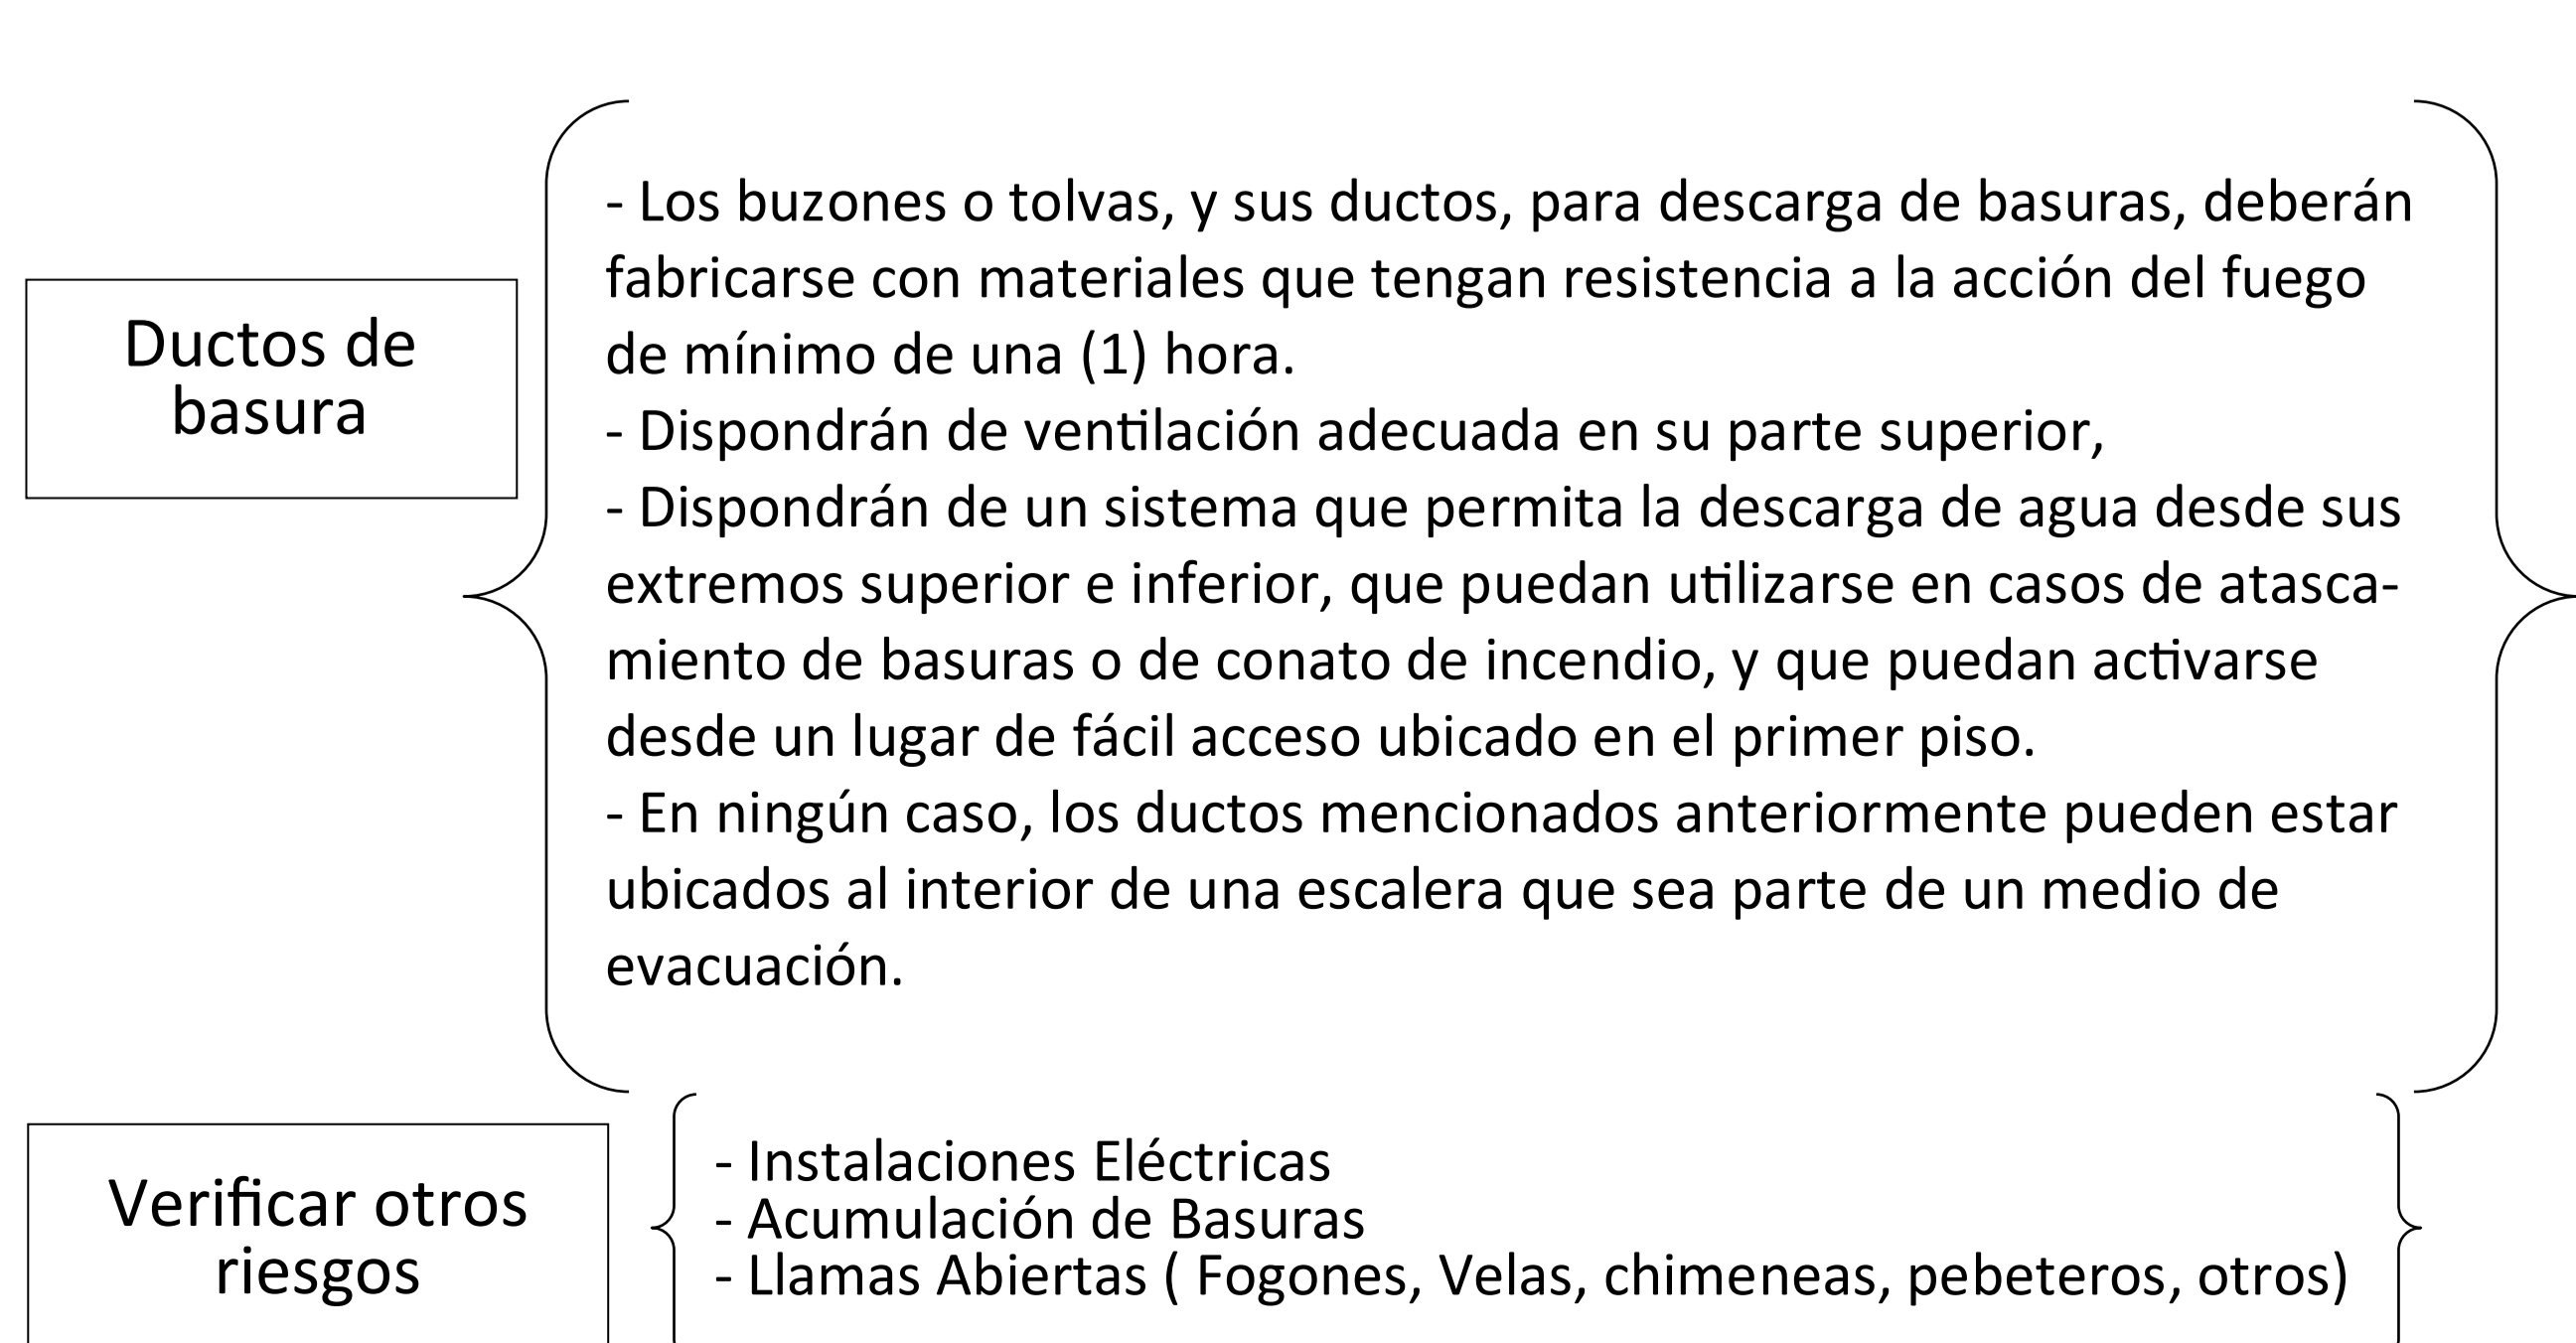 Ductos de
basura
- Los buzones o tolvas, y sus ductos, para descarga de basuras, deberán
fabricarse con materiales que tengan resistencia a la acción del fuego
de mínimo de una (1) hora.
- Dispondrán de ventilación adecuada en su parte superior,
- Dispondrán de un sistema que permita la descarga de agua desde sus
extremos superior e inferior, que puedan utilizarse en casos de atasca-
miento de basuras o de conato de incendio, y que puedan activarse
desde un lugar de fácil acceso ubicado en el primer piso.
- En ningún caso, los ductos mencionados anteriormente pueden estar
ubicados al interior de una escalera que sea parte de un medio de
evacuación.
Verificar otros
riesgos
- Instalaciones Eléctricas
- Acumulación de Basuras
- Llamas Abiertas ( Fogones, Velas, chimeneas, pebeteros, otros)